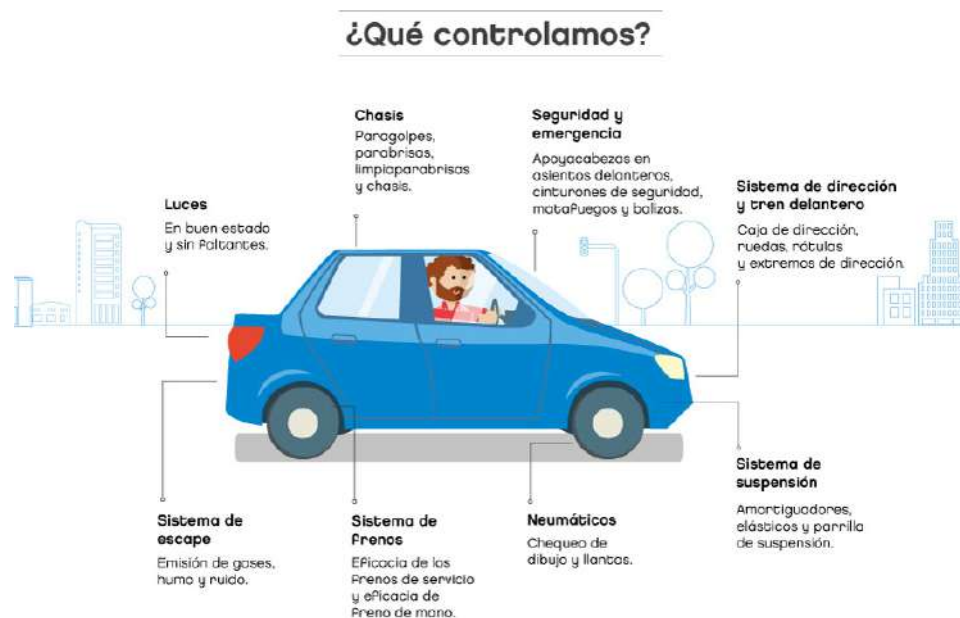 ¿Qué controlamos?
Chasis
Paragolpes,
parabrisas,
limpiaparabrisas
y chasis.
Seguridad y
emergencia
Apoyacabezas en
asientos delanteros,
cinturones de seguridad,
matafuegos y balizas.
Sistema de dirección
y tren delantero
Caja de dirección,
ruedas, rótulas
y extremos de dirección.
Luces
En buen estado
y sin faltantes.
Sistema de
escape
Emisión de gases,
humo y ruido.
Sistema de
frenos
Eficacia de los
frenos de servicio
y eficacia de
freno de mano.
Neumáticos
Chequeo de
dibujo y llantas.
Sistema de
suspensión
Amortiguadores,
elásticos y parrilla
de suspensión.